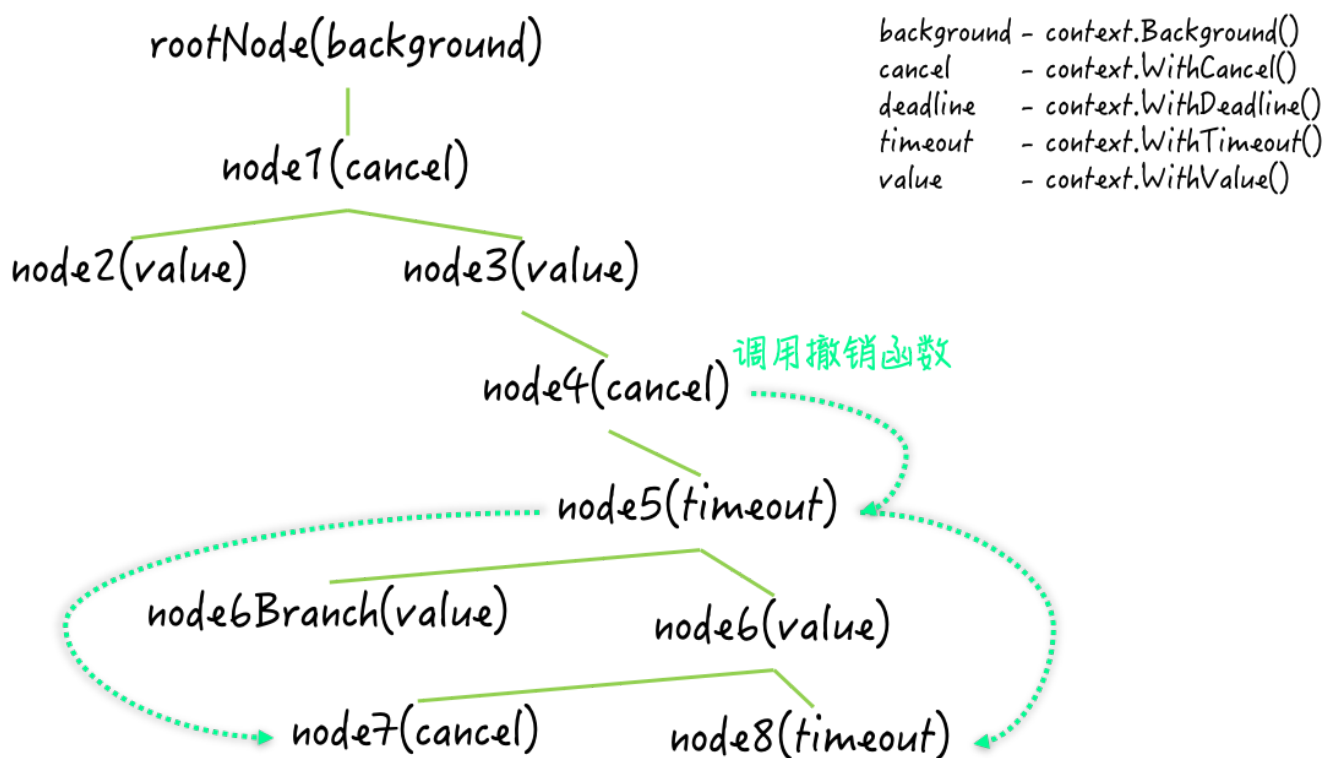 rootNode(background)
background - context.Background()
cancel - context.WithCancel()
deadline - context.WithDeadline()
timeout - context.WithTimeout()
value - context.WithValue()
node1(cancel)
node2(value)
node3(value)
调用撤销函数
node4(cancel)
node5(timeout)
node6Branch(value)
node6(value)
node7(cancel)
node8(timeout)